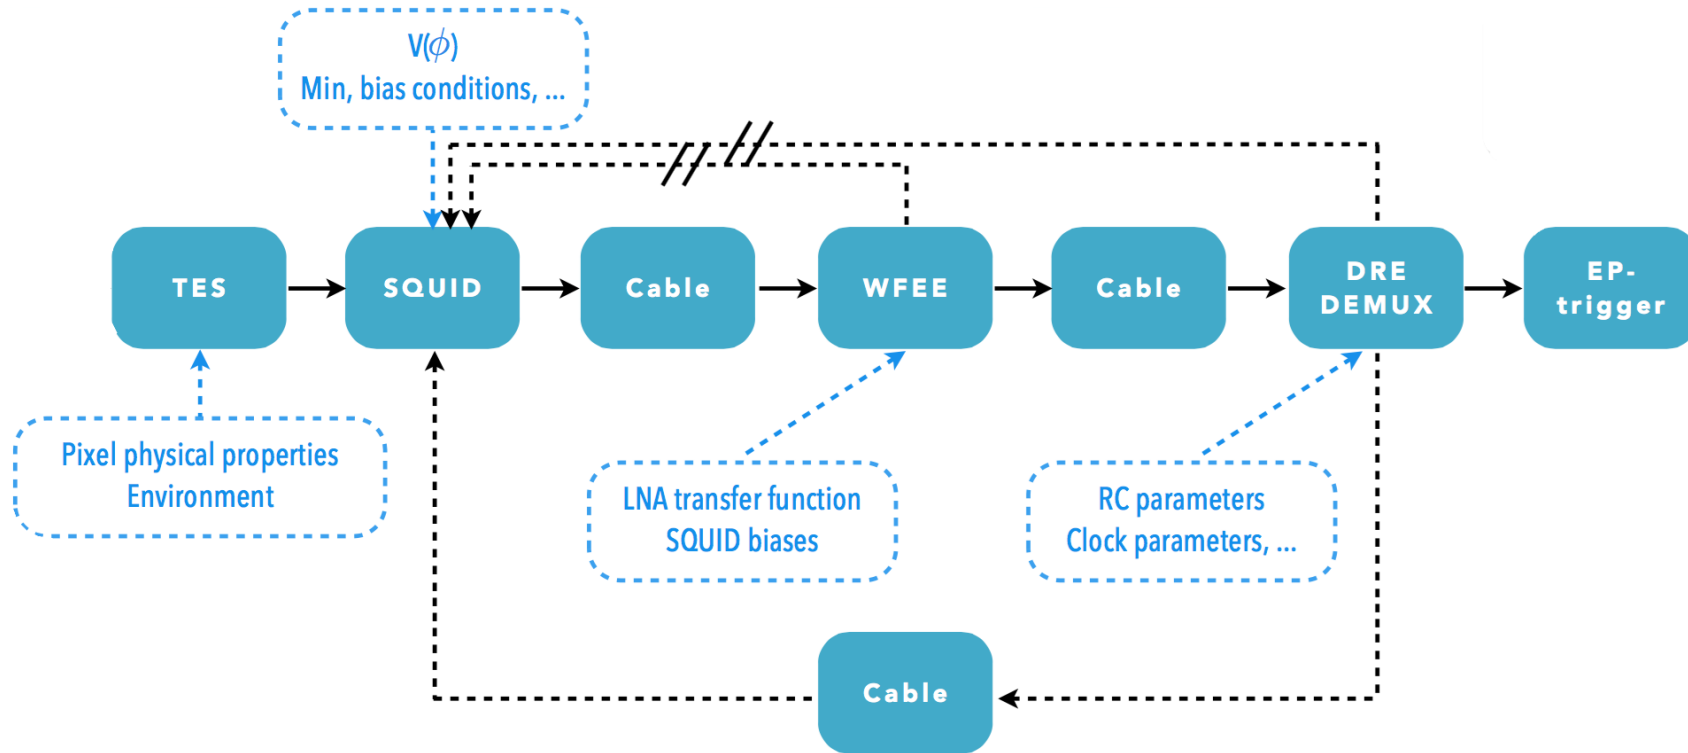 V(ϕ)
Min, bias conditions, ...
TES
SQUID
Cable
WFEE
Cable
DRE
DEMUX
EP-
trigger
Pixel physical properties
Environment
LNA transfer function
SQUID biases
RC parameters
Clock parameters, ...
Cable